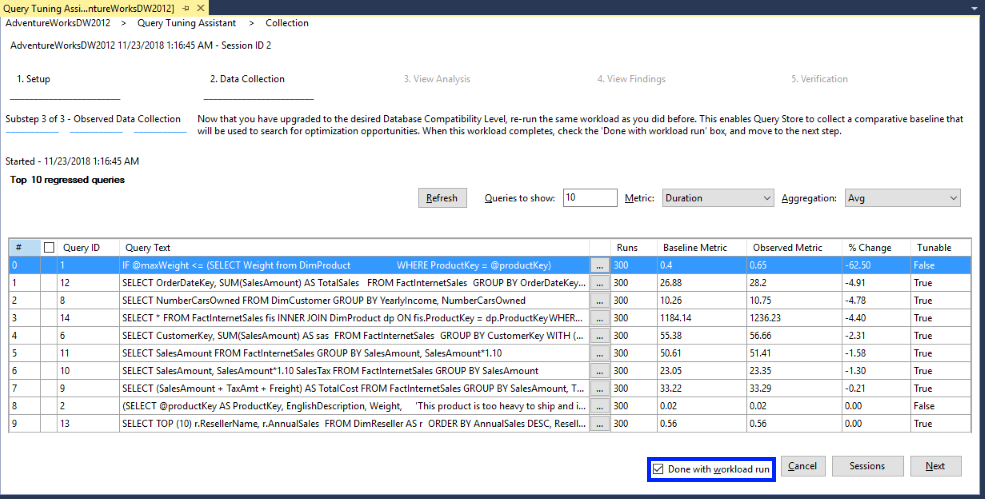 Query Tuning Assi...ntureWorksDW2012]
AdventureWorksDW2012 > Query Tuning Assistant > Collection
AdventureWorksDW2012 11/23/2018 1:16:45 AM - Session ID 2
1. Setup 2. Data Collection 3. View Analysis 4. View Findings 5. Verification
Substep 3 of 3 - Observed Data Collection
Now that you have upgraded to the desired Database Compatibility Level, re-run the same workload as you did before. This enables Query Store to collect a comparative baseline that
will be used to search for optimization opportunities. When this workload completes, check the 'Done with workload run' box, and move to the next step.
Started - 11/23/2018 1:16:45 AM
Top 10 regressed queries
Refresh Queries to show: 10 Metric: Duration Aggregation: Avg
# Query ID Query Text Runs Baseline Metric Observed Metric % Change Tunable
0 1 IF @maxWeight <= (SELECT Weight from DimProduct WHERE ProductKey = @productKey) ... 300 0.4 0.65 -62.50 False
1 12 SELECT OrderDateKey, SUM(SalesAmount) AS TotalSales FROM FactInternetSales GROUP BY OrderDateKey... ... 300 26.88 28.2 -4.91 True
2 8 SELECT NumberCarsOwned FROM DimCustomer GROUP BY YearlyIncome, NumberCarsOwned ... 300 10.26 10.75 -4.78 True
3 14 SELECT * FROM FactInternetSales fis INNER JOIN DimProduct dp ON fis.ProductKey = dp.ProductKey WHERE... ... 300 1184.14 1236.23 -4.40 True
4 6 SELECT CustomerKey, SUM(SalesAmount) AS sas FROM FactInternetSales GROUP BY CustomerKey WITH (... ... 300 55.38 56.66 -2.31 True
5 11 SELECT SalesAmount FROM FactInternetSales GROUP BY SalesAmount, SalesAmount*1.10 ... 300 50.61 51.41 -1.58 True
6 10 SELECT SalesAmount, SalesAmount*1.10 SalesTax FROM FactInternetSales GROUP BY SalesAmount ... 300 23.05 23.35 -1.30 True
7 9 SELECT (SalesAmount + TaxAmt + Freight) AS TotalCost FROM FactInternetSales GROUP BY SalesAmount, T... ... 300 33.22 33.29 -0.21 True
8 2 (SELECT @productKey AS ProductKey, EnglishDescription, Weight, 'This product is too heavy to ship and i... ... 300 0.02 0.02 0.00 False
9 13 SELECT TOP (10) r.ResellerName, r.AnnualSales FROM DimReseller AS r ORDER BY AnnualSales DESC, Resell... ... 300 0.56 0.56 0.00 True
Done with workload run Cancel Sessions Next